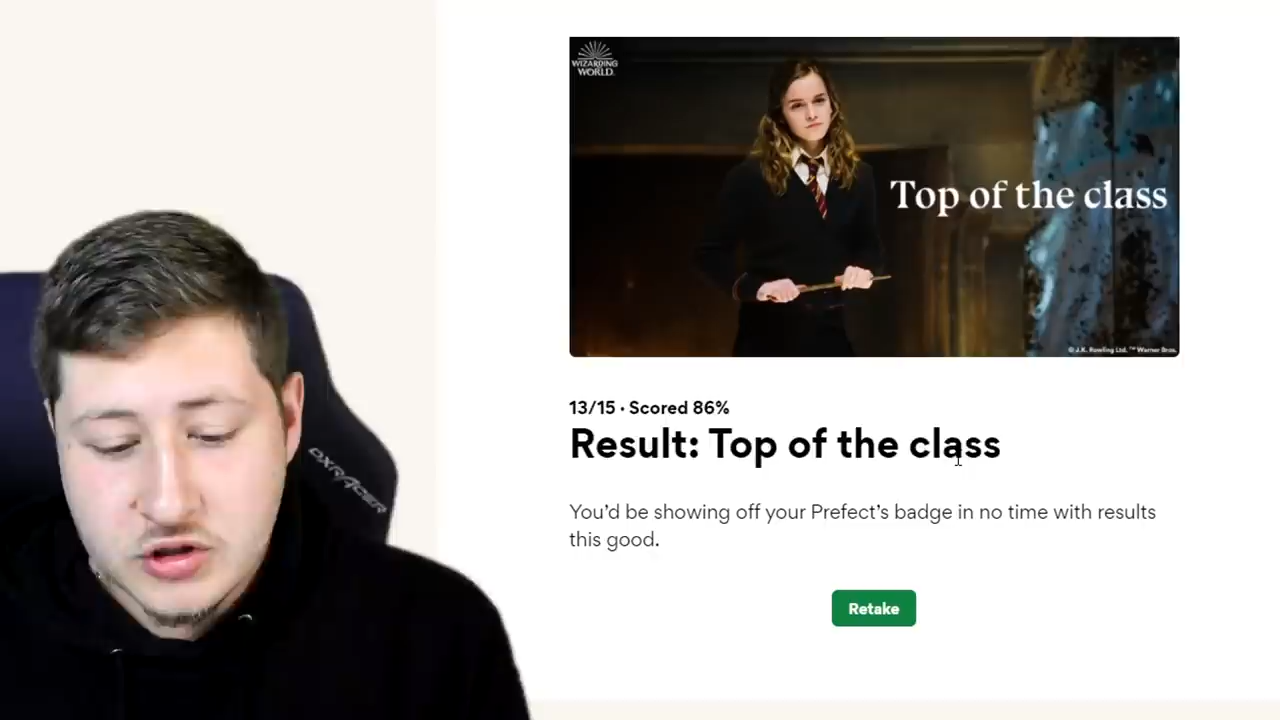 WIZARDING
WORLD.
Top of the class
© J.K. Rowling Ltd. ™ Warner Bros.
13/15 · Scored 86%
Result: Top of the class
DXRACER
You’d be showing off your Prefect’s badge in no time with results
this good.
Retake